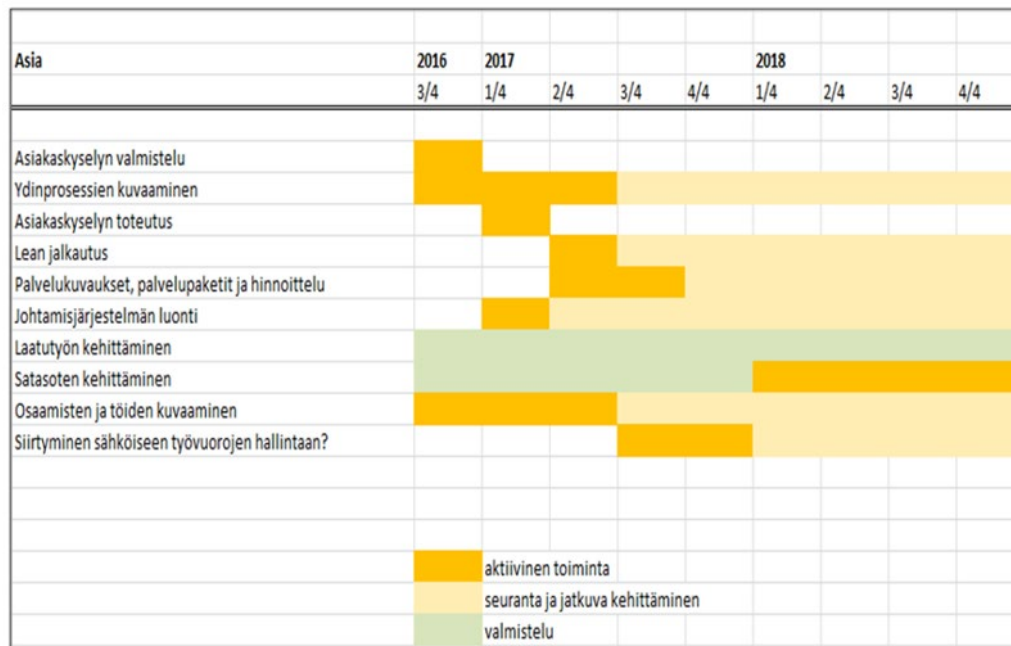 Asia 2016 2017 2018
3/4 1/4 2/4 3/4 4/4 1/4 2/4 3/4 4/4
Asiakaskyselyn valmistelu
Ydinprosessien kuvaaminen
Asiakaskyselyn toteutus
Lean jalkautus
Palvelukuvaukset, palvelupaketit ja hinnoittelu
Johtamisjärjestelmän luonti
Laatutyön kehittäminen
Satasoten kehittäminen
Osaamisten ja töiden kuvaaminen
Siirtyminen sähköiseen työvuorojen hallintaan?
aktiivinen toiminta
seuranta ja jatkuva kehittäminen
valmistelu